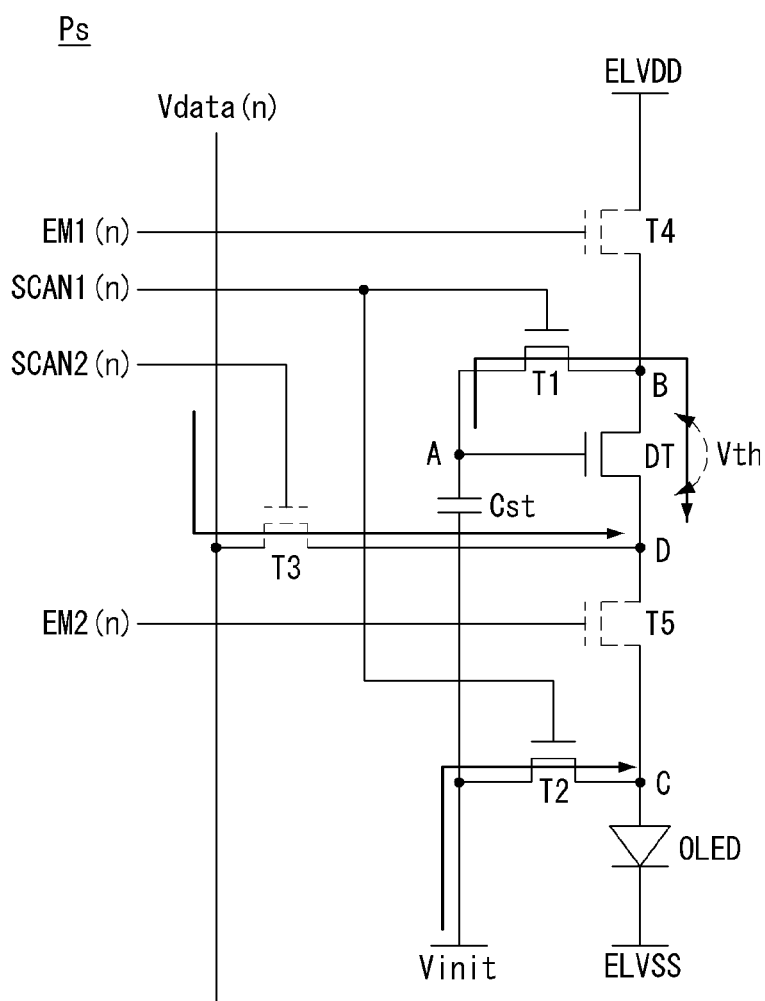 Ps
ELVDD
Vdata(n)
EM1(n)
T4
SCAN1(n)
SCAN2(n)
T1
B
A
DT
Vth
Cst
D
T3
EM2(n)
T5
T2
C
OLED
Vinit
ELVSS